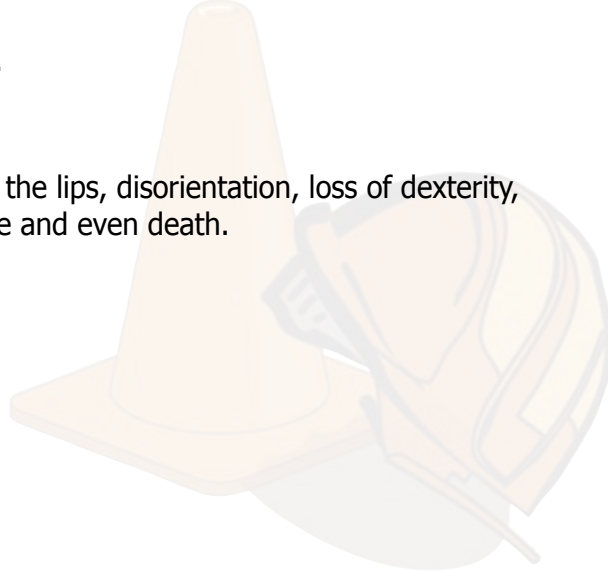 the lips, disorientation, loss of dexterity,
and even death.